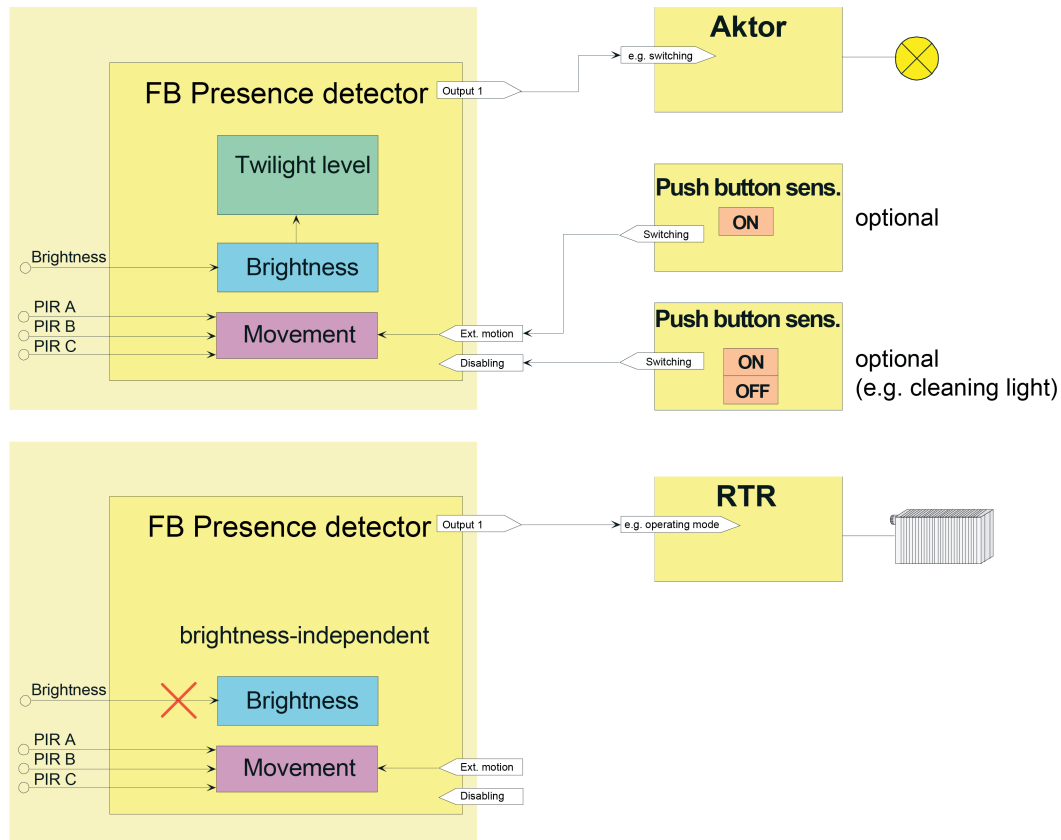 Aktor
e.g. switching
FB Presence detector
Output 1
Twilight level
Push button sens.
ON
optional
Switching
Brightness
Brightness
PIR A
PIR B
PIR C
Movement
Ext. motion
Disabling
Push button sens.
Switching
ON
OFF
optional
(e.g. cleaning light)
FB Presence detector
Output 1
RTR
e.g. operating mode
brightness-independent
Brightness
Brightness
PIR A
PIR B
PIR C
Movement
Ext. motion
Disabling